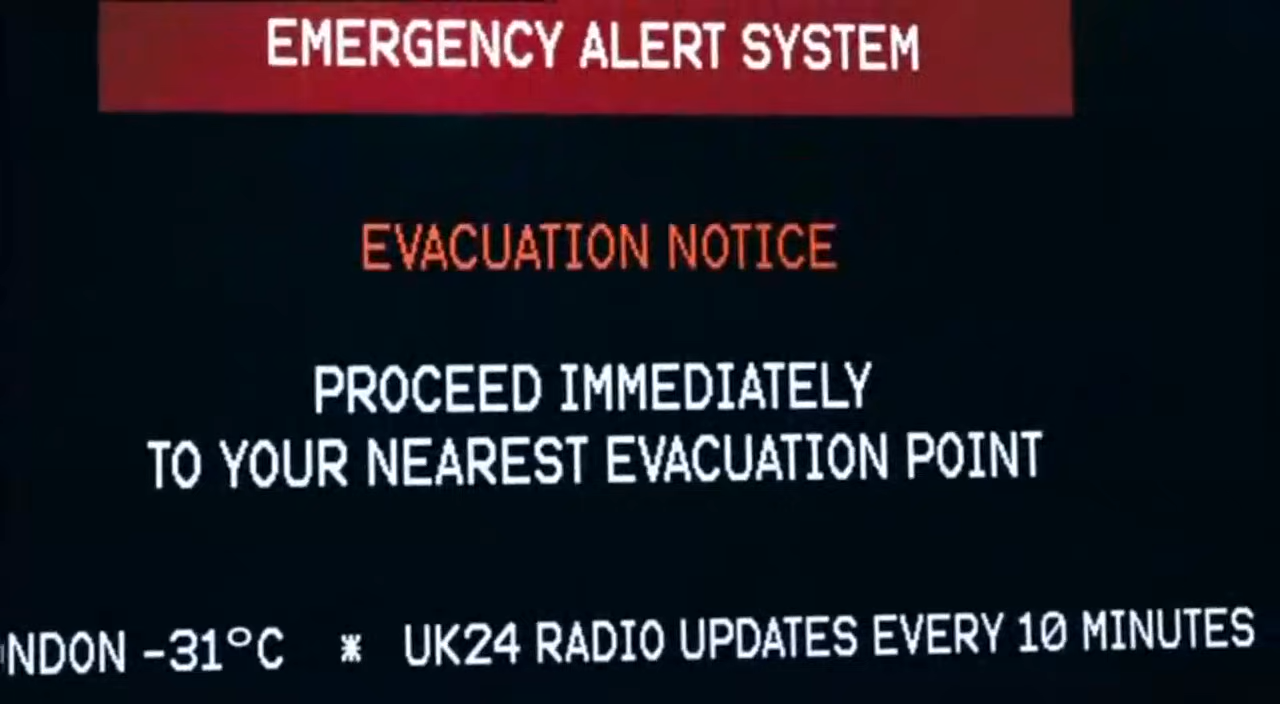 EMERGENCY ALERT SYSTEM
EVACUATION NOTICE
PROCEED IMMEDIATELY
TO YOUR NEAREST EVACUATION POINT
NDON -31°C * UK24 RADIO UPDATES EVERY 10 MINUTES